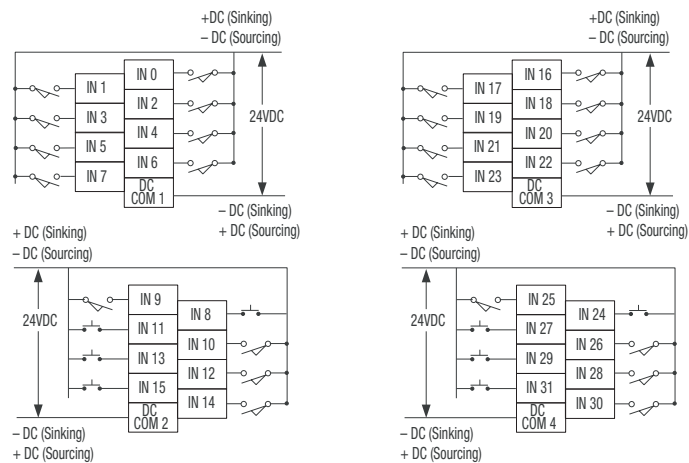 +DC (Sinking)
– DC (Sourcing)
IN 0
IN 1
IN 2
IN 3
IN 4
IN 5
IN 6
IN 7
DC
COM 1
24VDC
– DC (Sinking)
+ DC (Sourcing)
+DC (Sinking)
– DC (Sourcing)
IN 16
IN 17
IN 18
IN 19
IN 20
IN 21
IN 22
IN 23
DC
COM 3
24VDC
– DC (Sinking)
+ DC (Sourcing)
+ DC (Sinking)
– DC (Sourcing)
24VDC
IN 9
IN 8
IN 11
IN 10
IN 13
IN 12
IN 15
IN 14
DC
COM 2
– DC (Sinking)
+ DC (Sourcing)
+ DC (Sinking)
– DC (Sourcing)
24VDC
IN 25
IN 24
IN 27
IN 26
IN 29
IN 28
IN 31
IN 30
DC
COM 4
– DC (Sinking)
+ DC (Sourcing)